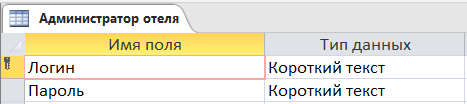 Администратор отеля
Имя поля Тип данных
Логин Короткий текст
Пароль Короткий текст